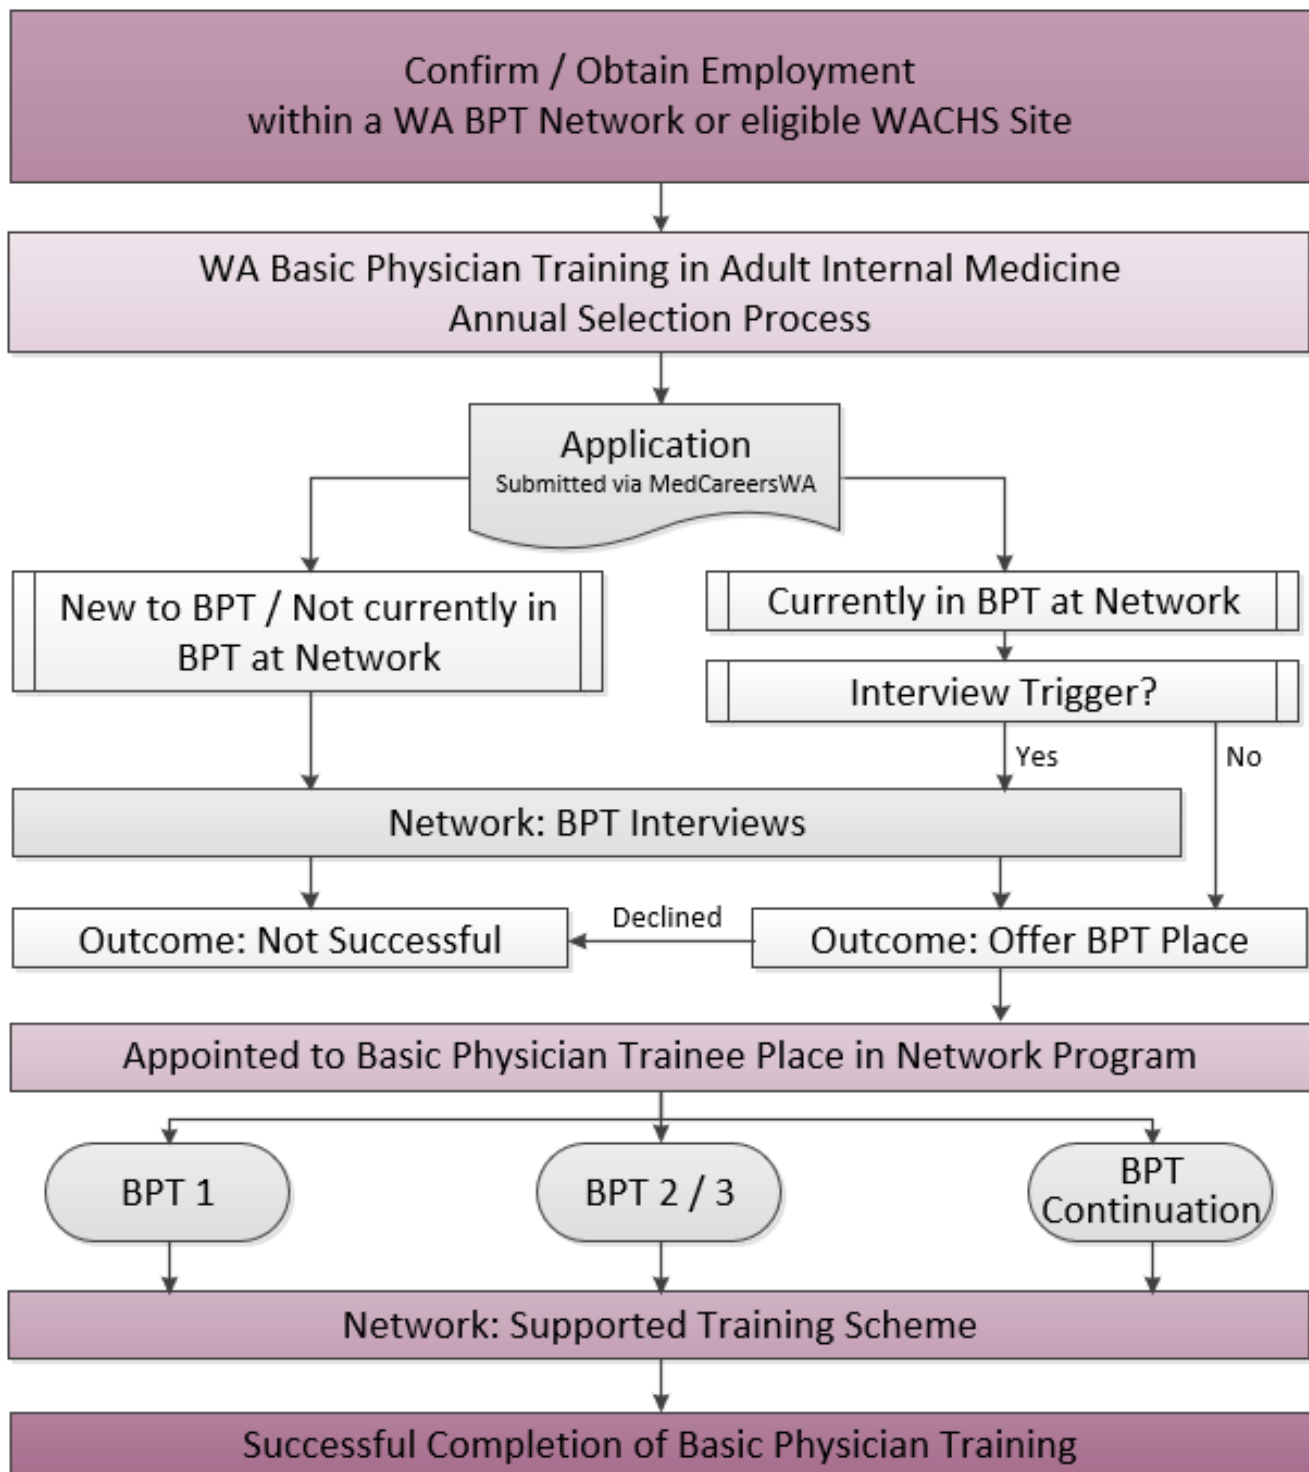 Confirm / Obtain Employment
within a WA BPT Network or eligible WACHS Site
WA Basic Physician Training in Adult Internal Medicine
Annual Selection Process
Application
Submitted via MedCareersWA
New to BPT / Not currently in
BPT at Network
Currently in BPT at Network
Interview Trigger?
Yes
No
Network: BPT Interviews
Outcome: Not Successful
Declined
Outcome: Offer BPT Place
Appointed to Basic Physician Trainee Place in Network Program
BPT 1
BPT 2 / 3
BPT
Continuation
Network: Supported Training Scheme
Successful Completion of Basic Physician Training